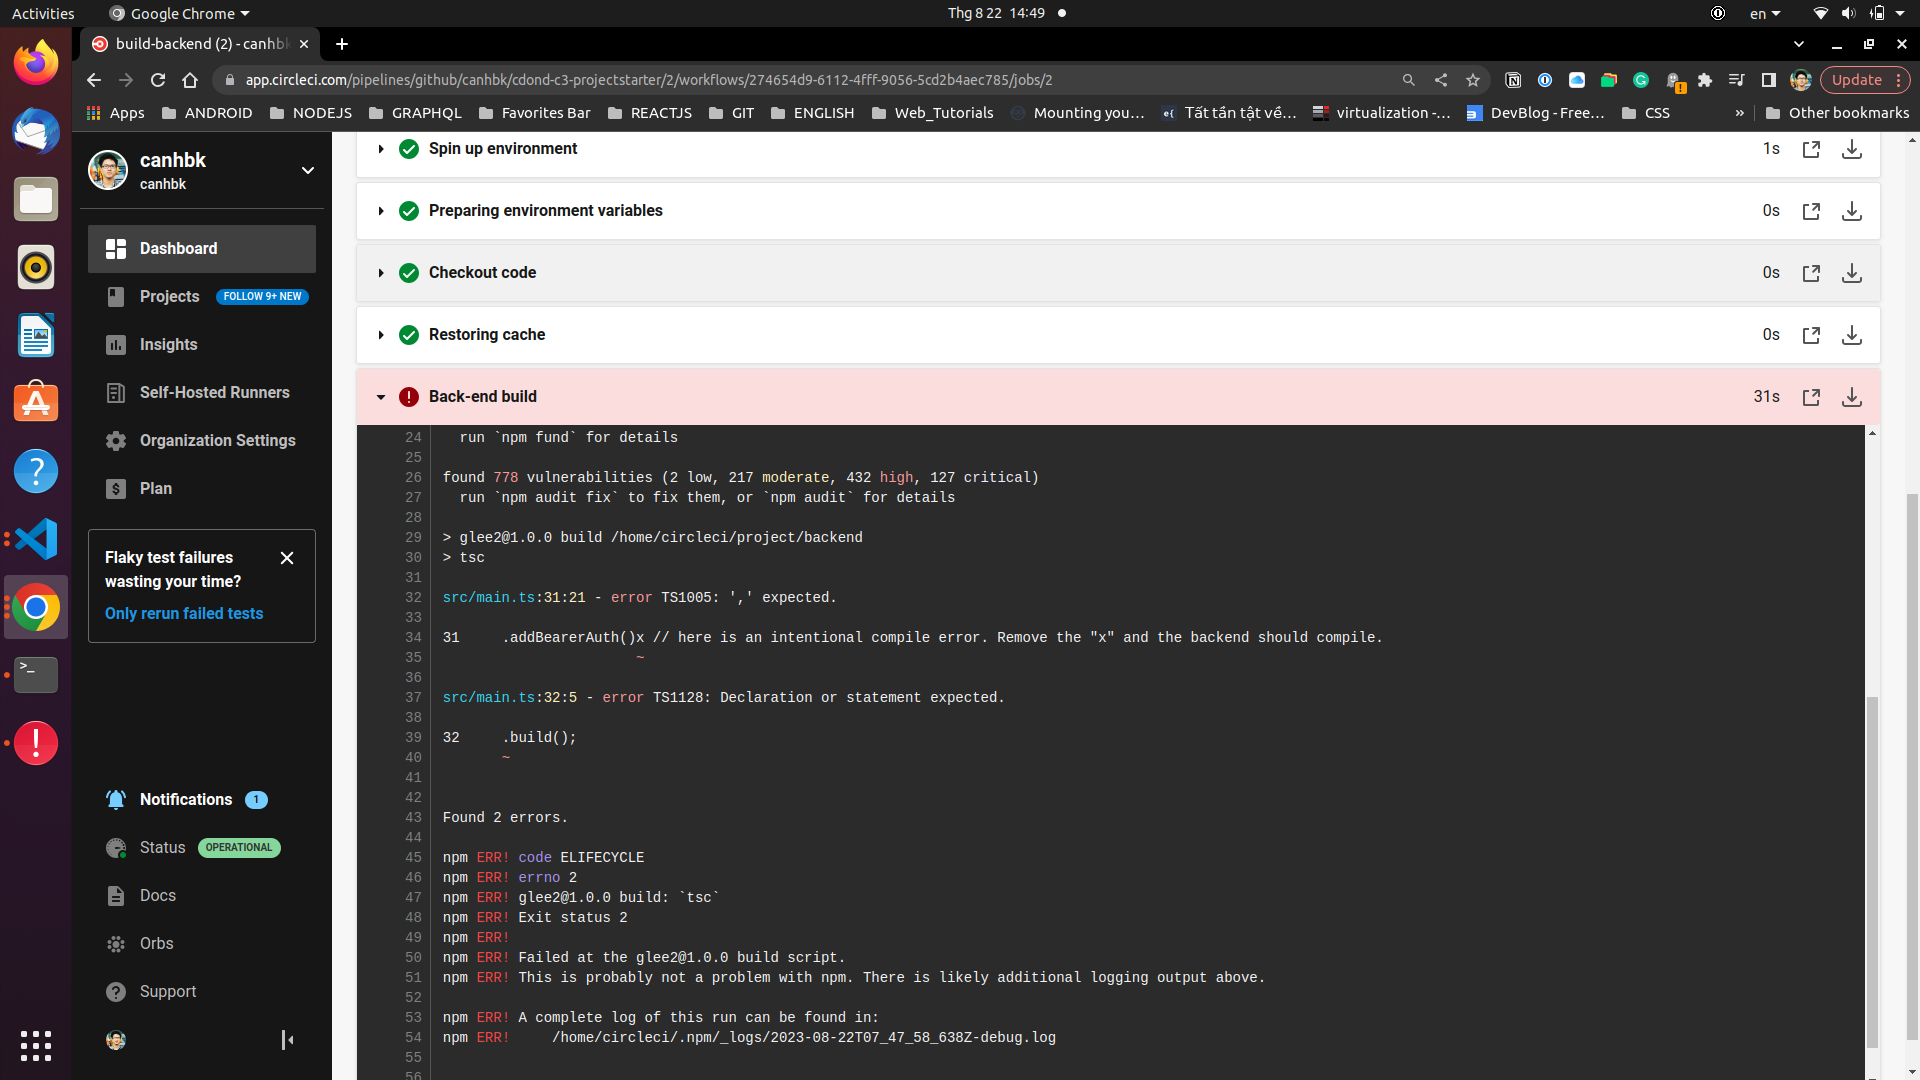 Activities
Google Chrome
Thg 8 22 14:49
en
build-backend (2) - canhbk
app.circleci.com/pipelines/github/canhbk/cdond-c3-projectstarter/2/workflows/274654d9-6112-4fff-9056-5cd2b4aec785/jobs/2
Update
Apps
ANDROID
NODEJS
GRAPHQL
Favorites Bar
REACTJS
GIT
ENGLISH
Web_Tutorials
Mounting you…
Tất tần tật về…
virtualization -…
DevBlog - Free…
CSS
»
Other bookmarks
canhbk
canhbk
Dashboard
Projects
FOLLOW 9+ NEW
Insights
Self-Hosted Runners
Organization Settings
Plan
Flaky test failures
wasting your time?
Only rerun failed tests
Notifications 1
Status OPERATIONAL
Docs
Orbs
Support
Spin up environment 1s
Preparing environment variables 0s
Checkout code 0s
Restoring cache 0s
Back-end build 31s
24 run `npm fund` for details
25
26 found 778 vulnerabilities (2 low, 217 moderate, 432 high, 127 critical)
27 run `npm audit fix` to fix them, or `npm audit` for details
28
29 > glee2@1.0.0 build /home/circleci/project/backend
30 > tsc
31
32 src/main.ts:31:21 - error TS1005: ',' expected.
33
34 31 .addBearerAuth()x // here is an intentional compile error. Remove the "x" and the backend should compile.
35 ~
36
37 src/main.ts:32:5 - error TS1128: Declaration or statement expected.
38
39 32 .build();
40 ~
41
42
43 Found 2 errors.
44
45 npm ERR! code ELIFECYCLE
46 npm ERR! errno 2
47 npm ERR! glee2@1.0.0 build: `tsc`
48 npm ERR! Exit status 2
49 npm ERR!
50 npm ERR! Failed at the glee2@1.0.0 build script.
51 npm ERR! This is probably not a problem with npm. There is likely additional logging output above.
52
53 npm ERR! A complete log of this run can be found in:
54 npm ERR! /home/circleci/.npm/_logs/2023-08-22T07_47_58_638Z-debug.log
55
56